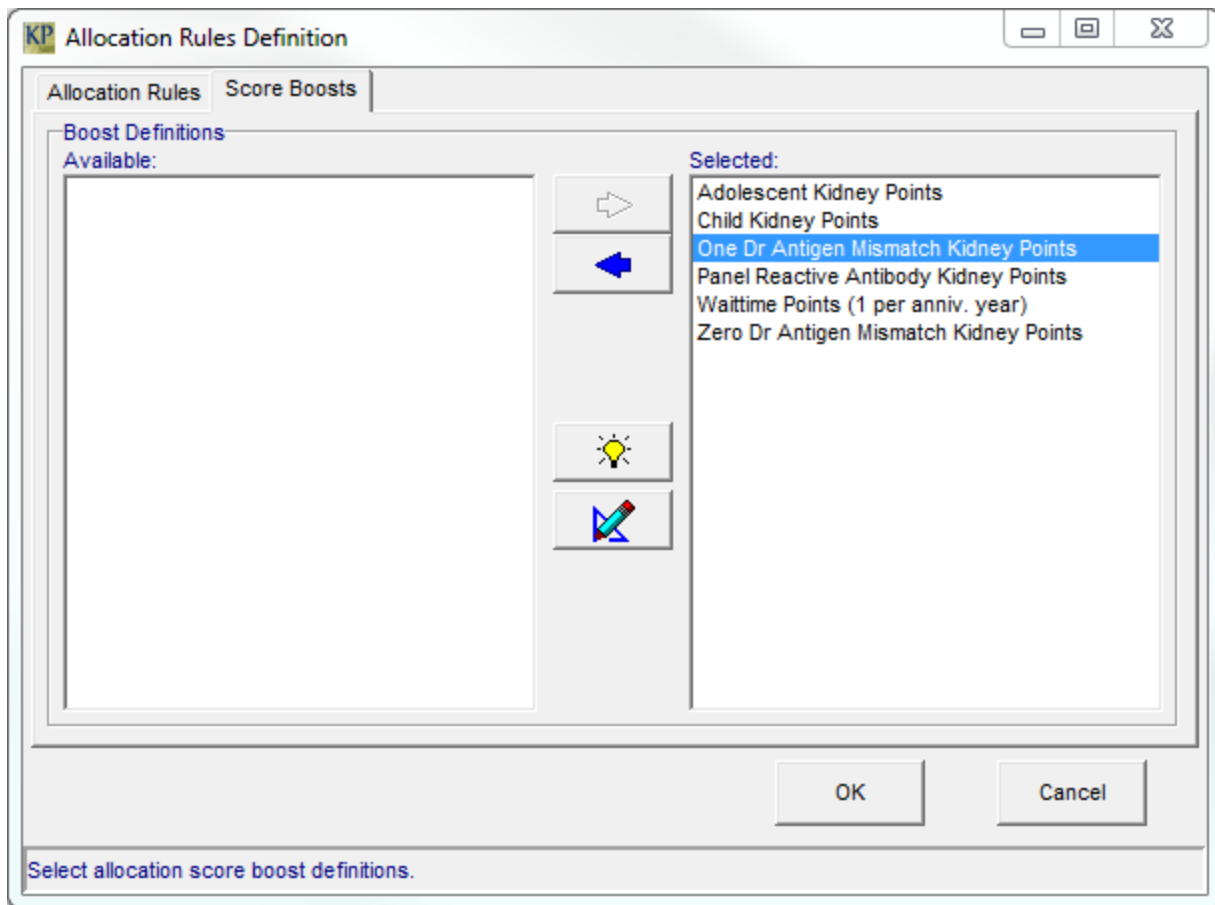 KP Allocation Rules Definition
Allocation Rules Score Boosts
Boost Definitions
Available:
Selected:
Adolescent Kidney Points
Child Kidney Points
One Dr Antigen Mismatch Kidney Points
Panel Reactive Antibody Kidney Points
Waittime Points (1 per anniv. year)
Zero Dr Antigen Mismatch Kidney Points
OK Cancel
Select allocation score boost definitions.